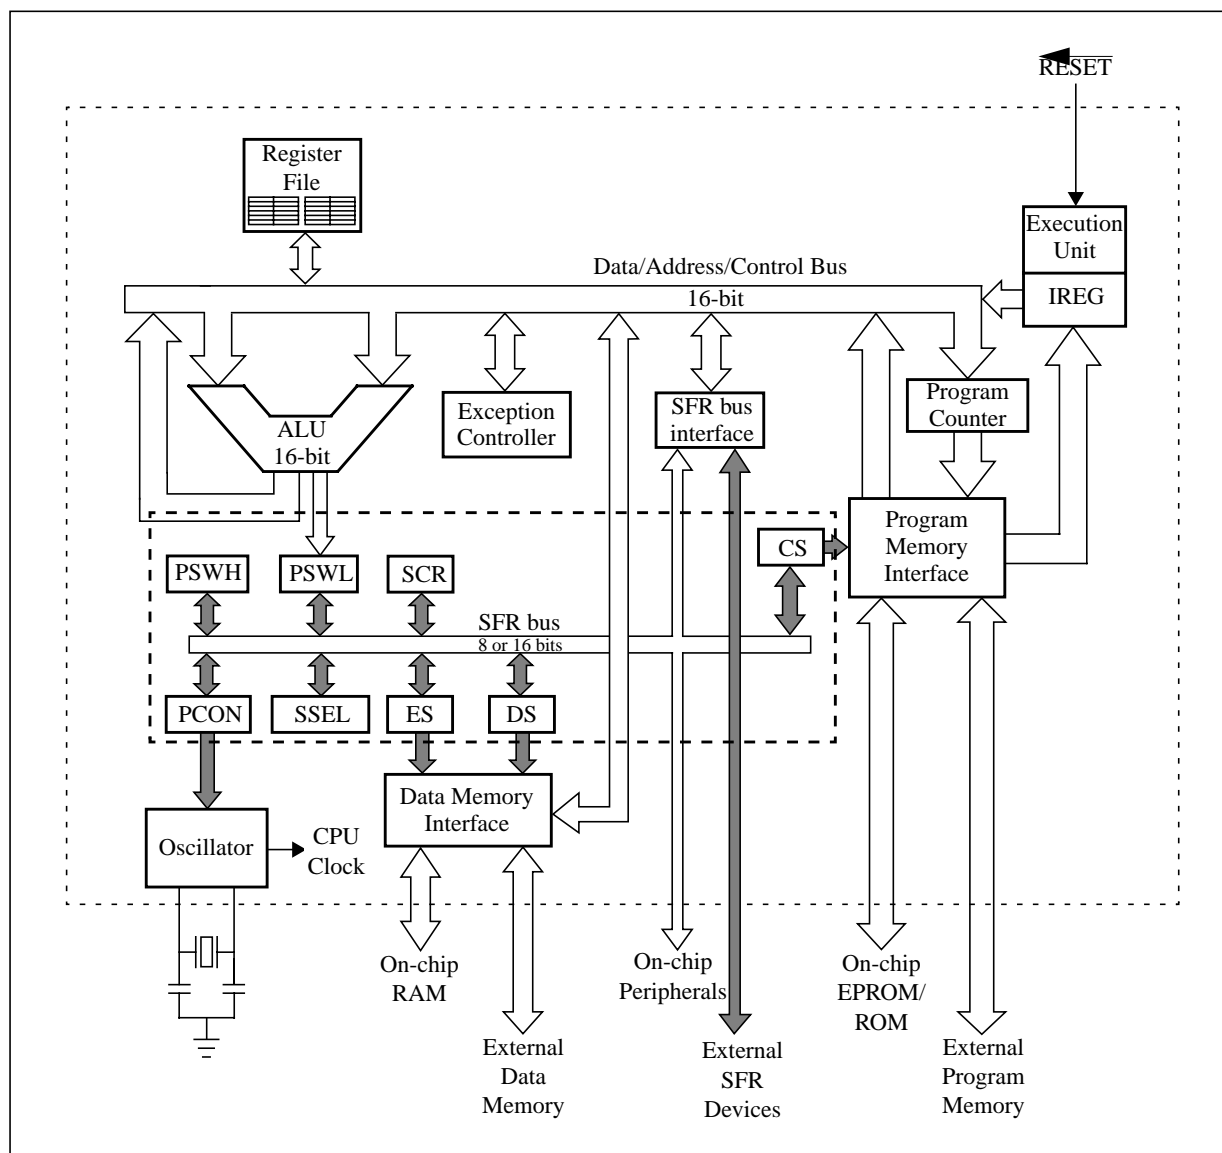 RESET
Register
File
Execution
Unit
Data/Address/Control Bus
16-bit
IREG
Program
Counter
SFR bus
interface
Exception
Controller
ALU
16-bit
Program
Memory
Interface
CS
PSWH
PSWL
SCR
SFR bus
8 or 16 bits
PCON
SSEL
ES
DS
Data Memory
Interface
Oscillator
CPU
Clock
On-chip
RAM
On-chip
Peripherals
On-chip
EPROM/
ROM
External
Data
Memory
External
SFR
Devices
External
Program
Memory